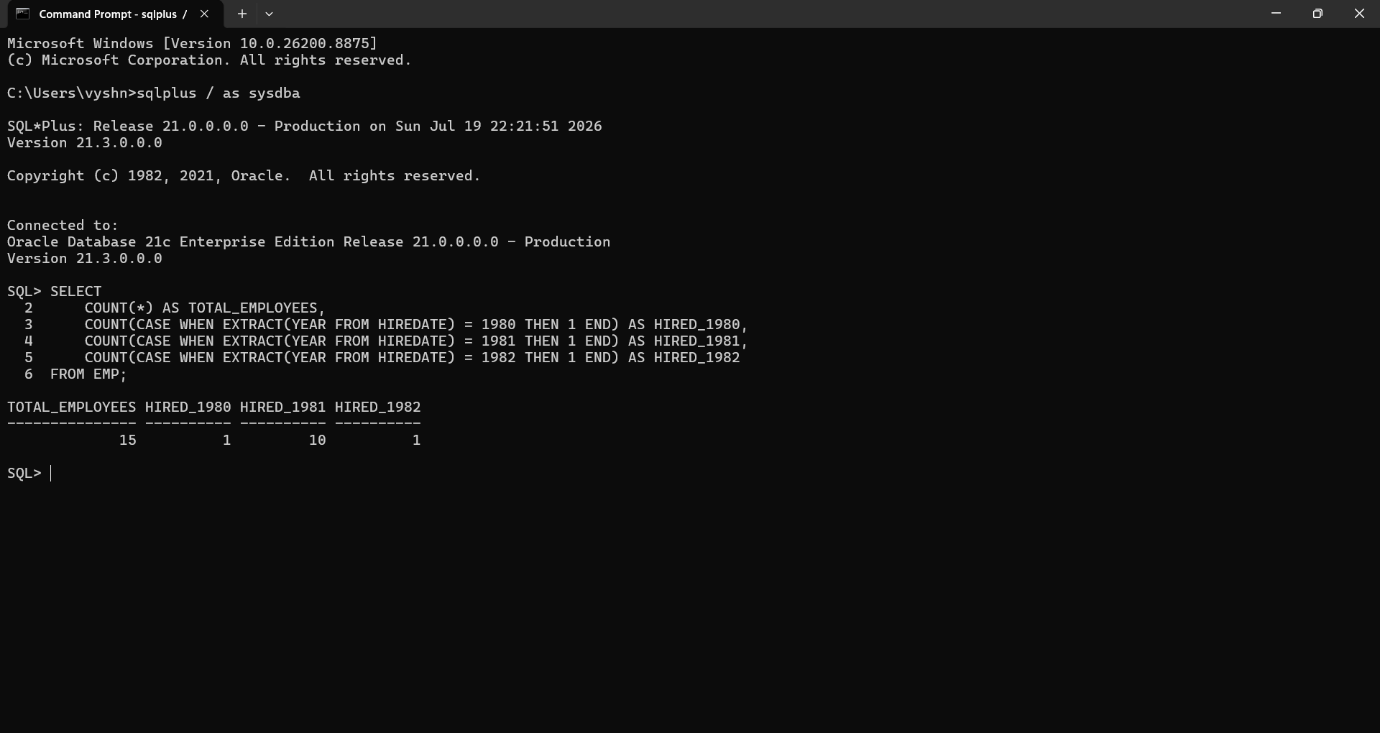 Command Prompt - sqlplus /
Microsoft Windows [Version 10.0.26200.8875]
(c) Microsoft Corporation. All rights reserved.
C:\Users\vyshn>sqlplus / as sysdba
SQL*Plus: Release 21.0.0.0.0 - Production on Sun Jul 19 22:21:51 2026
Version 21.3.0.0.0
Copyright (c) 1982, 2021, Oracle.  All rights reserved.
Connected to:
Oracle Database 21c Enterprise Edition Release 21.0.0.0.0 - Production
Version 21.3.0.0.0
SQL> SELECT
  2      COUNT(*) AS TOTAL_EMPLOYEES,
  3      COUNT(CASE WHEN EXTRACT(YEAR FROM HIREDATE) = 1980 THEN 1 END) AS HIRED_1980,
  4      COUNT(CASE WHEN EXTRACT(YEAR FROM HIREDATE) = 1981 THEN 1 END) AS HIRED_1981,
  5      COUNT(CASE WHEN EXTRACT(YEAR FROM HIREDATE) = 1982 THEN 1 END) AS HIRED_1982
  6  FROM EMP;
TOTAL_EMPLOYEES HIRED_1980 HIRED_1981 HIRED_1982
--------------- ---------- ---------- ----------
             15          1         10          1
SQL>